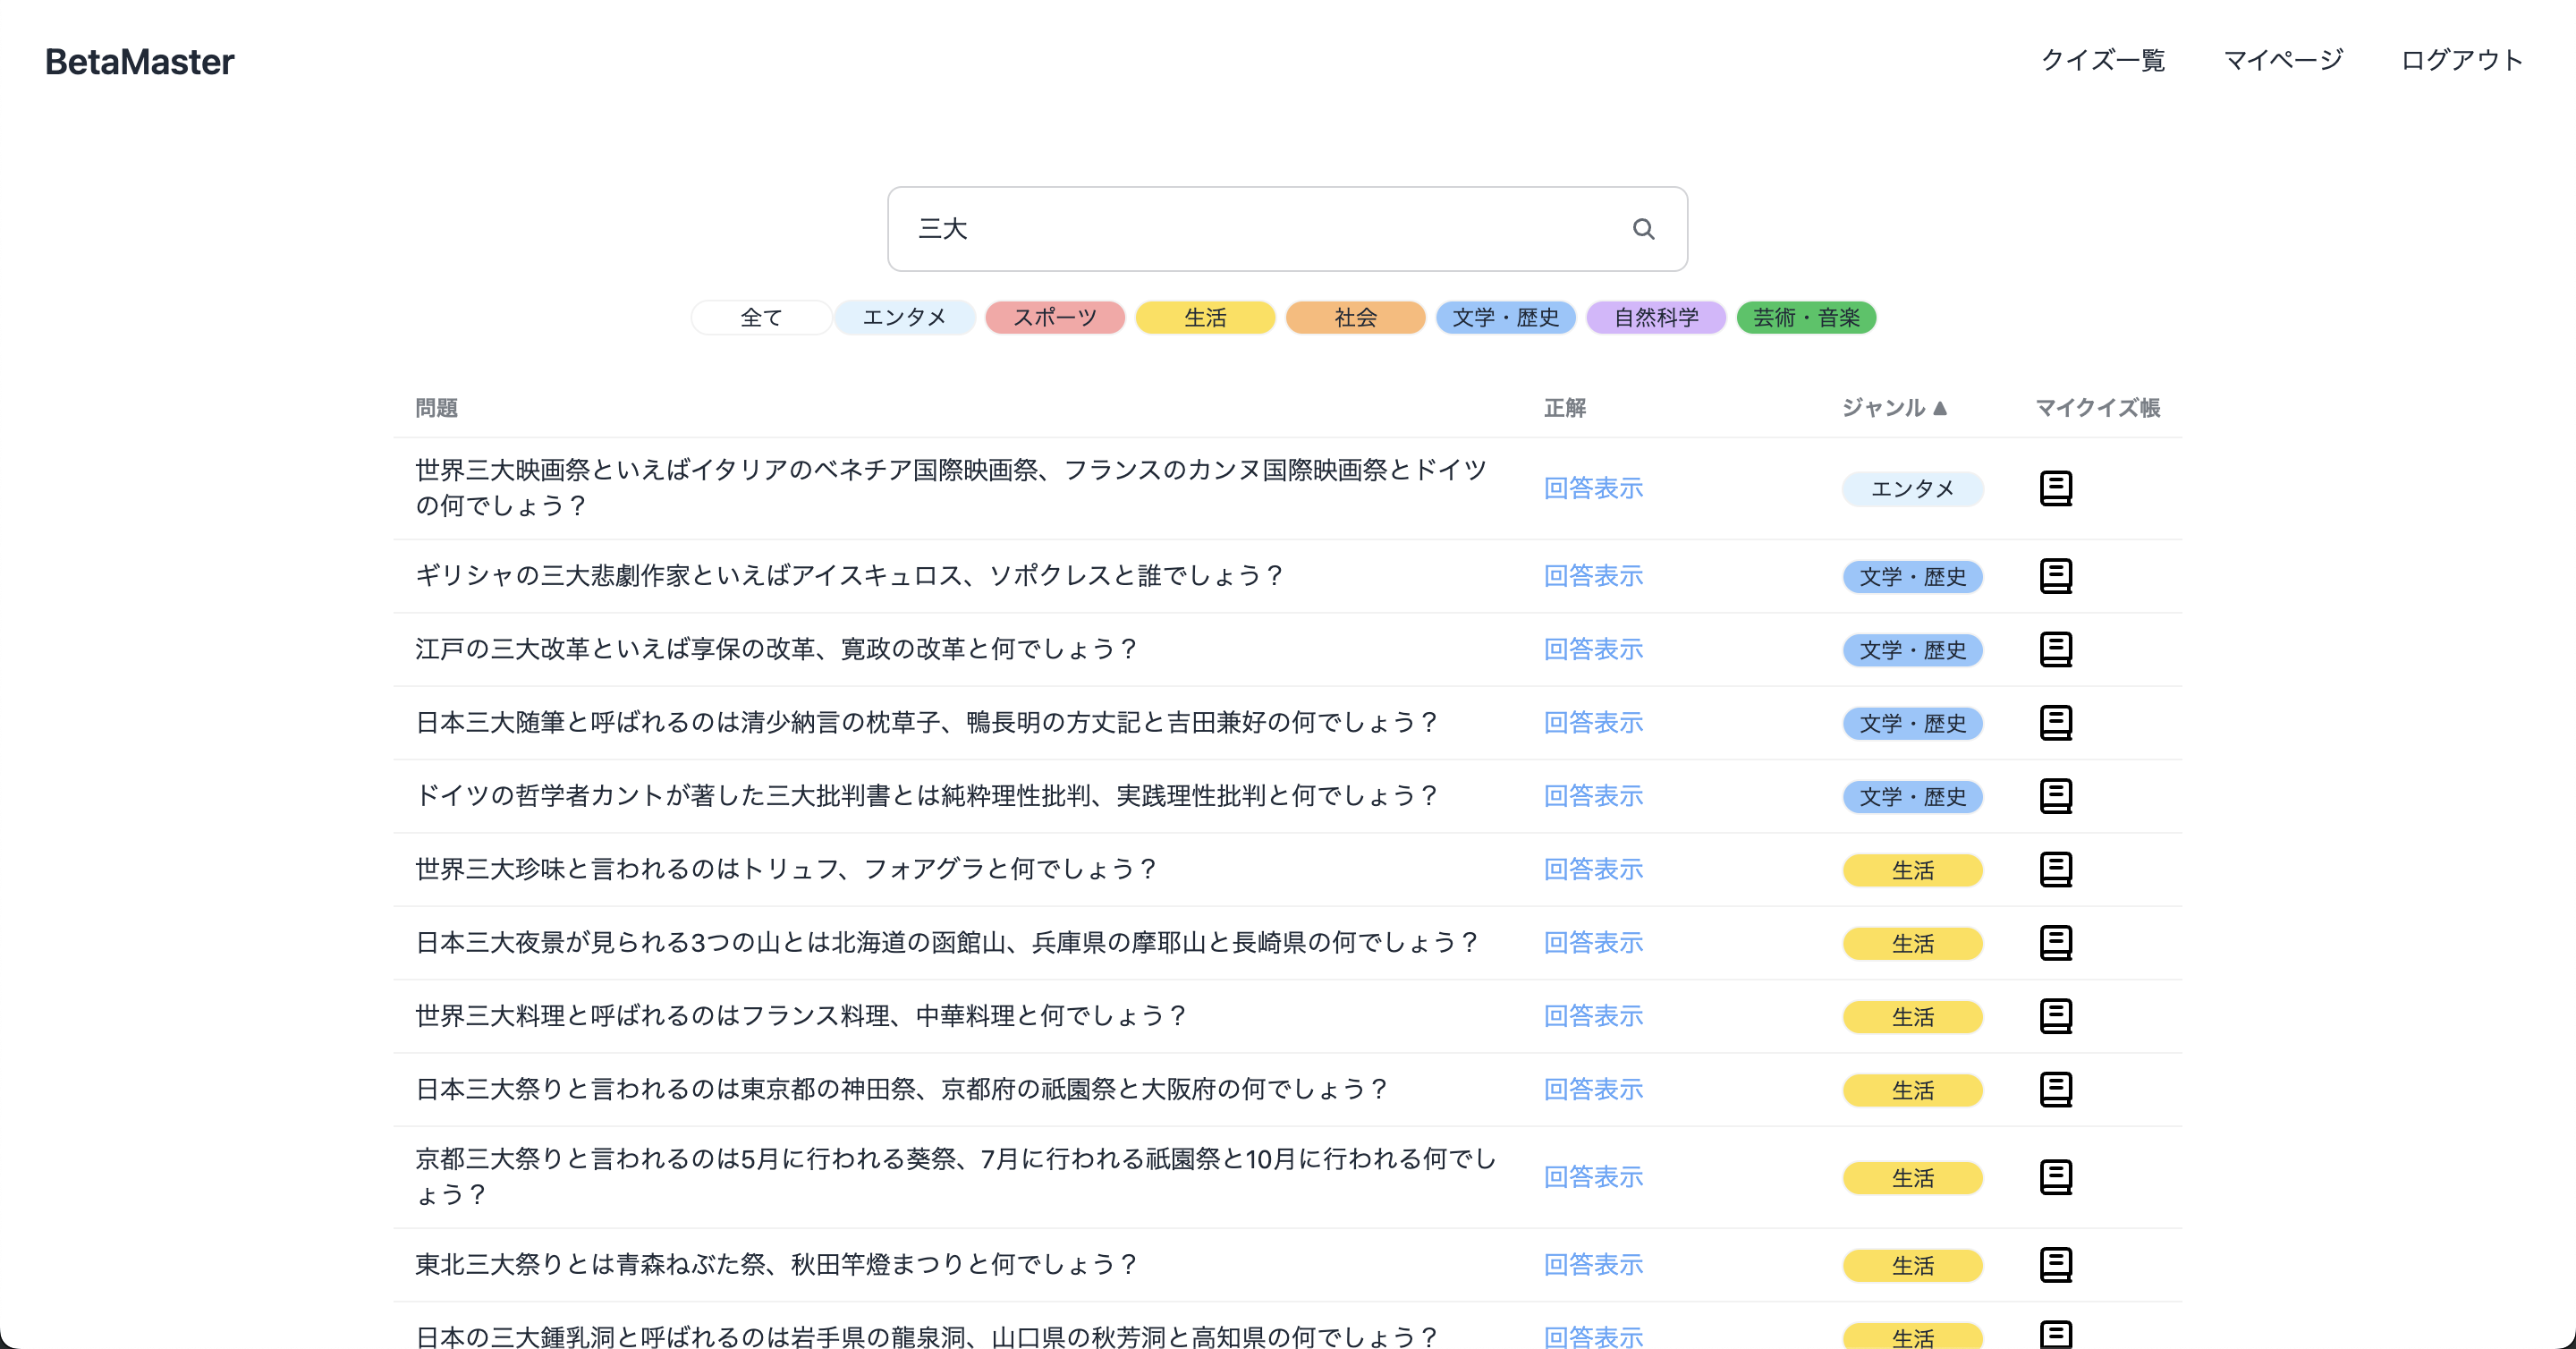 BetaMaster
クイズ一覧 マイページ ログアウト
三大
全て エンタメ スポーツ 生活 社会 文学・歴史 自然科学 芸術・音楽
問題 正解 ジャンル▲ マイクイズ帳
世界三大映画祭といえばイタリアのベネチア国際映画祭、フランスのカンヌ国際映画祭とドイツ
の何でしょう？
回答表示 エンタメ
ギリシャの三大悲劇作家といえばアイスキュロス、ソポクレスと誰でしょう？ 回答表示 文学・歴史
江戸の三大改革といえば享保の改革、寛政の改革と何でしょう？ 回答表示 文学・歴史
日本三大随筆と呼ばれるのは清少納言の枕草子、鴨長明の方丈記と吉田兼好の何でしょう？ 回答表示 文学・歴史
ドイツの哲学者カントが著した三大批判書とは純粋理性批判、実践理性批判と何でしょう？ 回答表示 文学・歴史
世界三大珍味と言われるのはトリュフ、フォアグラと何でしょう？ 回答表示 生活
日本三大夜景が見られる3つの山とは北海道の函館山、兵庫県の摩耶山と長崎県の何でしょう？ 回答表示 生活
世界三大料理と呼ばれるのはフランス料理、中華料理と何でしょう？ 回答表示 生活
日本三大祭りと言われるのは東京都の神田祭、京都府の祇園祭と大阪府の何でしょう？ 回答表示 生活
京都三大祭りと言われるのは5月に行われる葵祭、7月に行われる祇園祭と10月に行われる何でし
ょう？
回答表示 生活
東北三大祭りとは青森ねぶた祭、秋田竿燈まつりと何でしょう？ 回答表示 生活
日本の三大鍾乳洞と呼ばれるのは岩手県の龍泉洞、山口県の秋芳洞と高知県の何でしょう？ 回答表示 生活